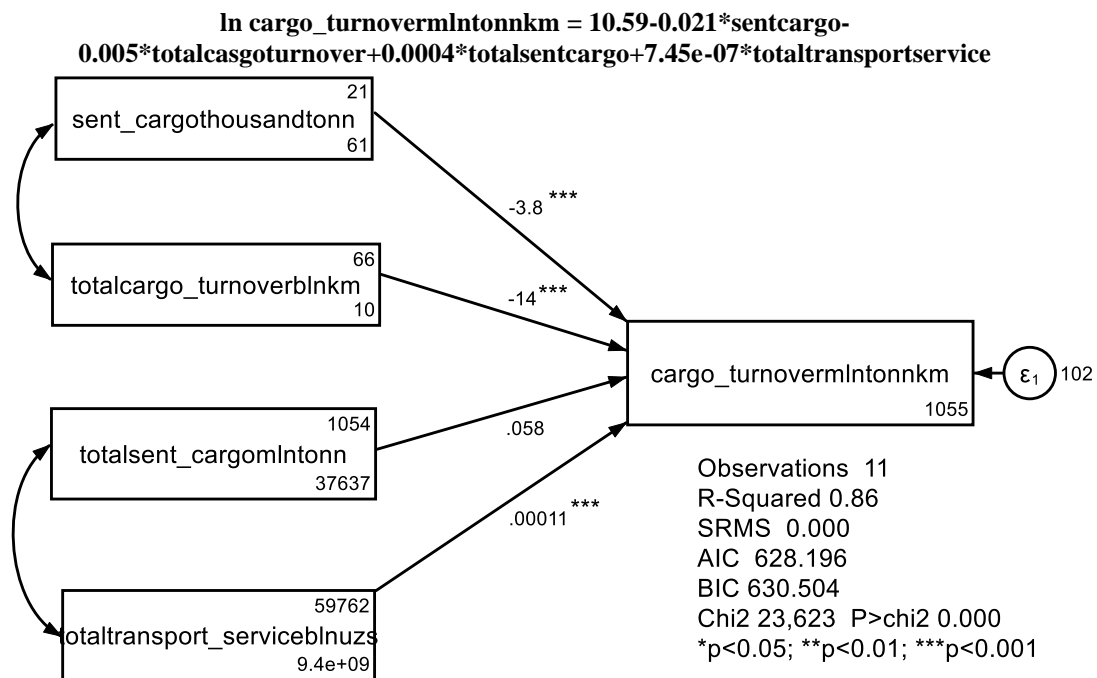 ln cargo_turnovermlntonnkm = 10.59-0.021*sentcargo-
0.005*totalcasgoturnover+0.0004*totalsentcargo+7.45e-07*totaltransportservice
21
sent_cargothousandtonn
61
-3.8 ***
66
totalcargo_turnoverblnkm
10
-14 ***
cargo_turnovermlntonnkm
1055
ε1 102
1054
totalsent_cargomlntonn
37637
.058
.00011 ***
59762
otaltransport_serviceblnuzs
9.4e+09
Observations 11
R-Squared 0.86
SRMS 0.000
AIC 628.196
BIC 630.504
Chi2 23,623 P>chi2 0.000
*p<0.05; **p<0.01; ***p<0.001